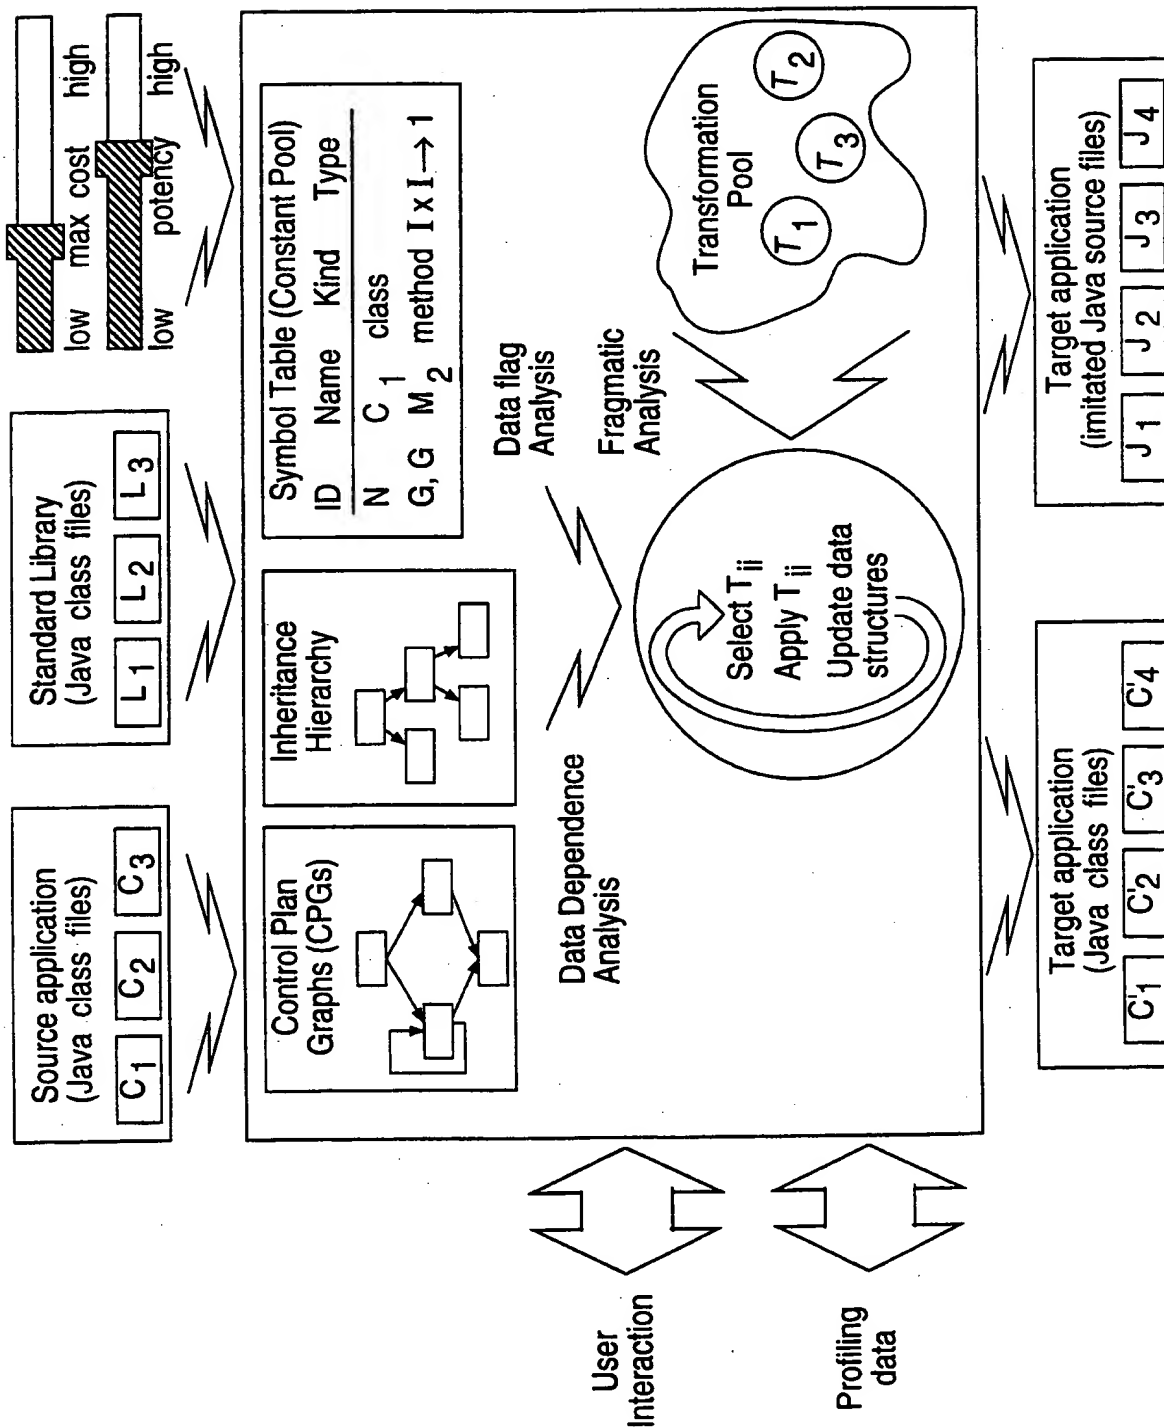 Source application
(Java class files)
C1 C2 C3
Standard Library
(Java class files)
L1 L2 L3
low max cost high
low potency high
Control Plan
Graphs (CPGs)
Inheritance
Hierarchy
Symbol Table (Constant Pool)
ID Name Kind Type
N C1 class
G, G M2 method I x I → 1
Data Dependence
Analysis
Data flag
Analysis
Fragmatic
Analysis
User
Interaction
Profiling
data
Select Tii
Apply Tii
Update data
structures
Transformation
Pool
T1 T3 T2
Target application
(Java class files)
C'1 C'2 C'3 C'4
Target application
(imitated Java source files)
J1 J2 J3 J4